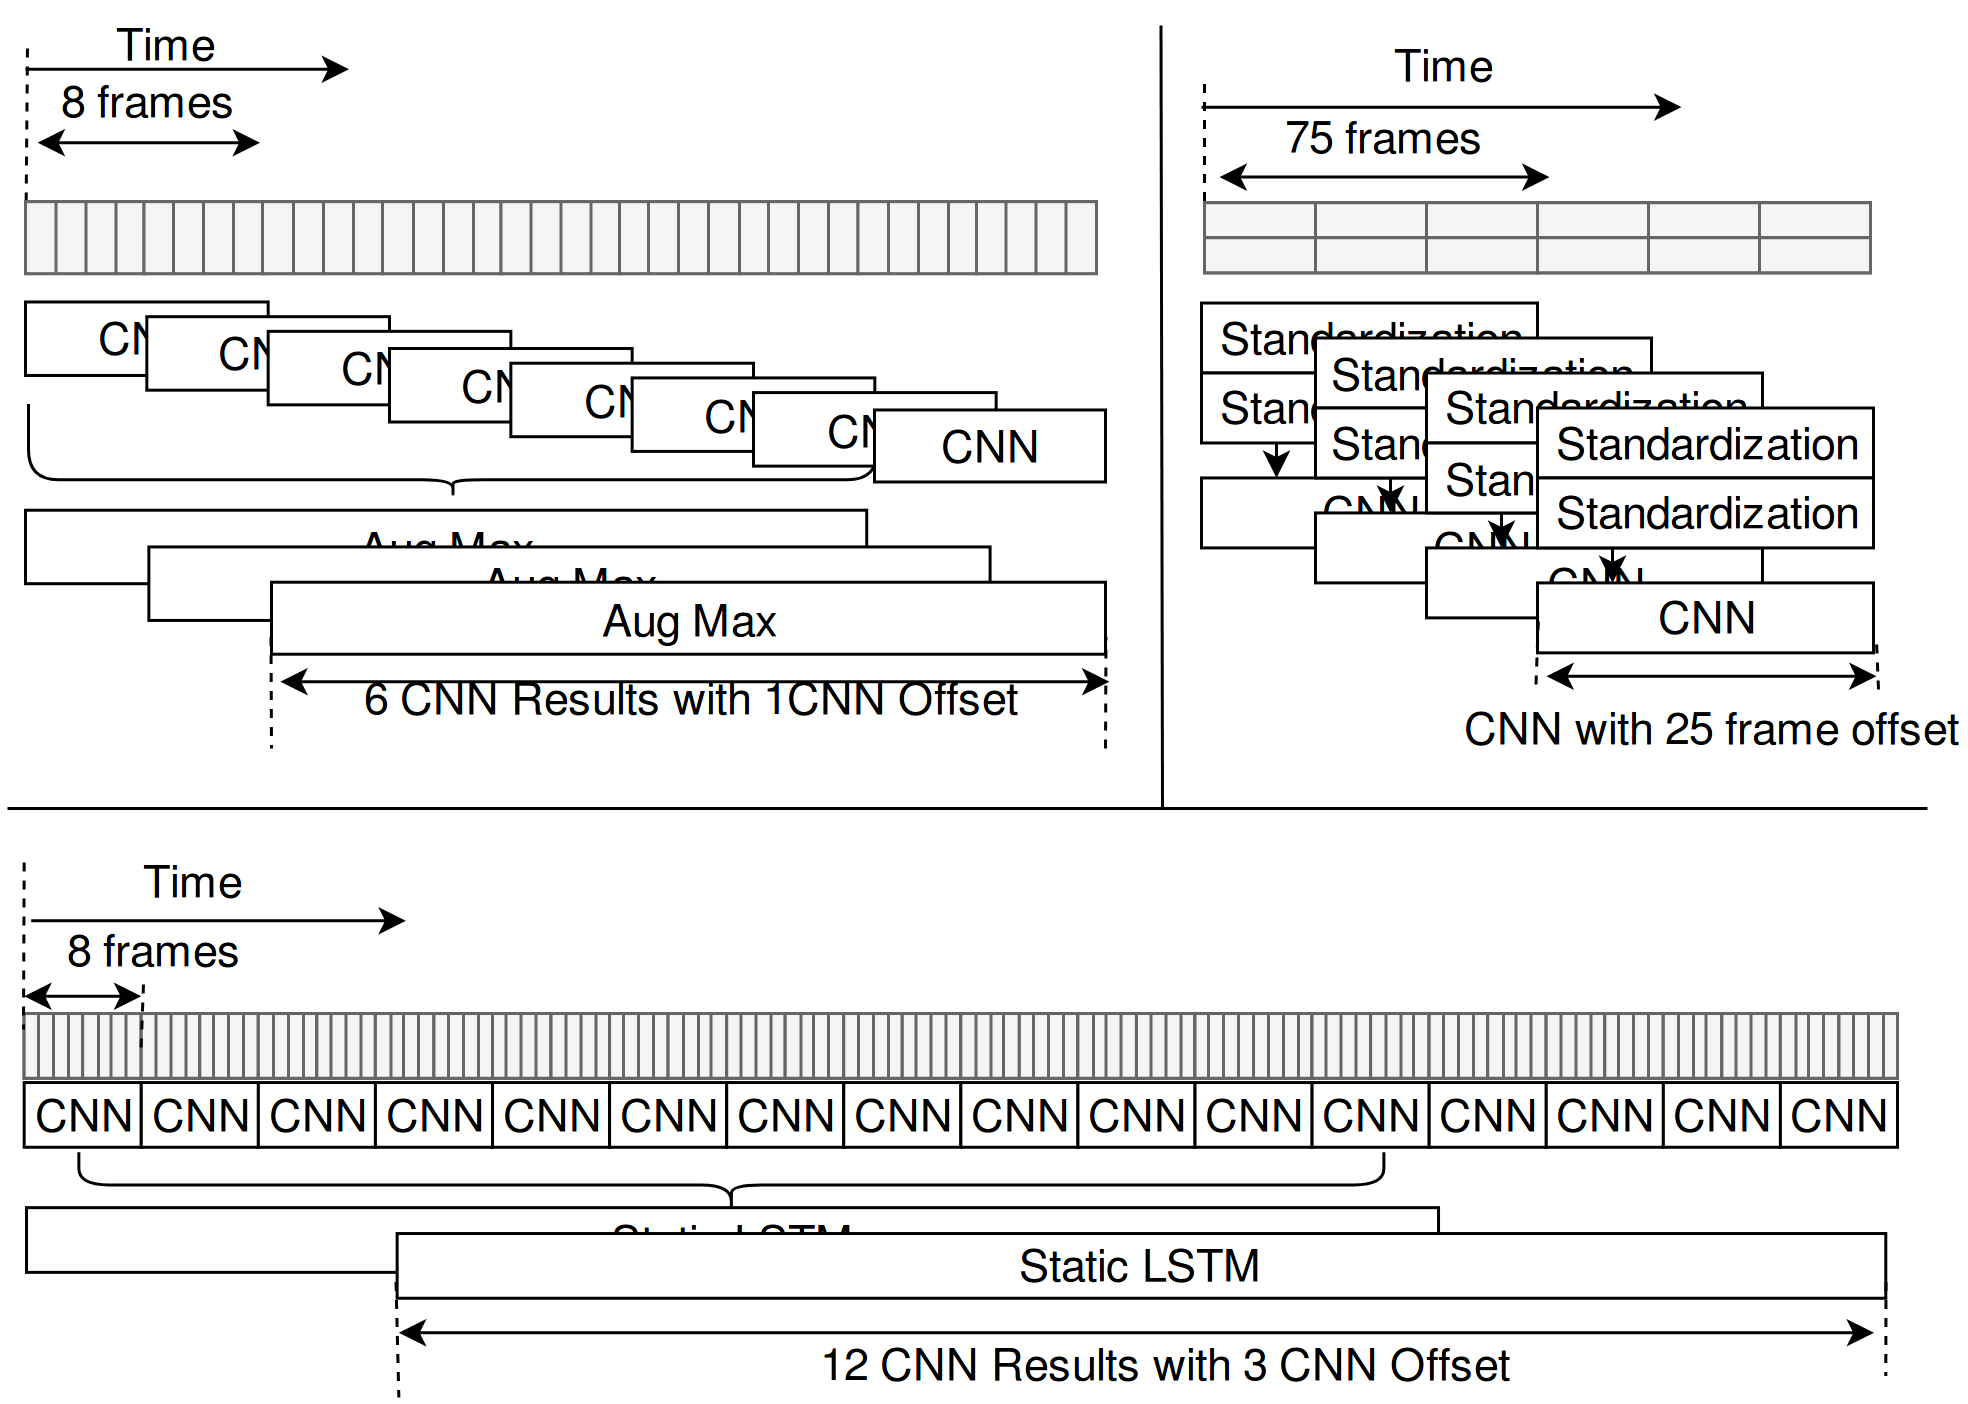 Time
8 frames
CN
CN
CN
CN
CN
CN
CN
CNN
Aug Max
Aug Max
Aug Max
6 CNN Results with 1CNN Offset
Time
75 frames
Standardization
Standardization
Standardization
Standardization
Stand
Stand
Stan
Standardization
CNN
CNN
CNN
CNN
CNN with 25 frame offset
Time
8 frames
CNN CNN CNN CNN CNN CNN CNN CNN CNN CNN CNN CNN CNN CNN CNN CNN
Static LSTM
Static LSTM
12 CNN Results with 3 CNN Offset